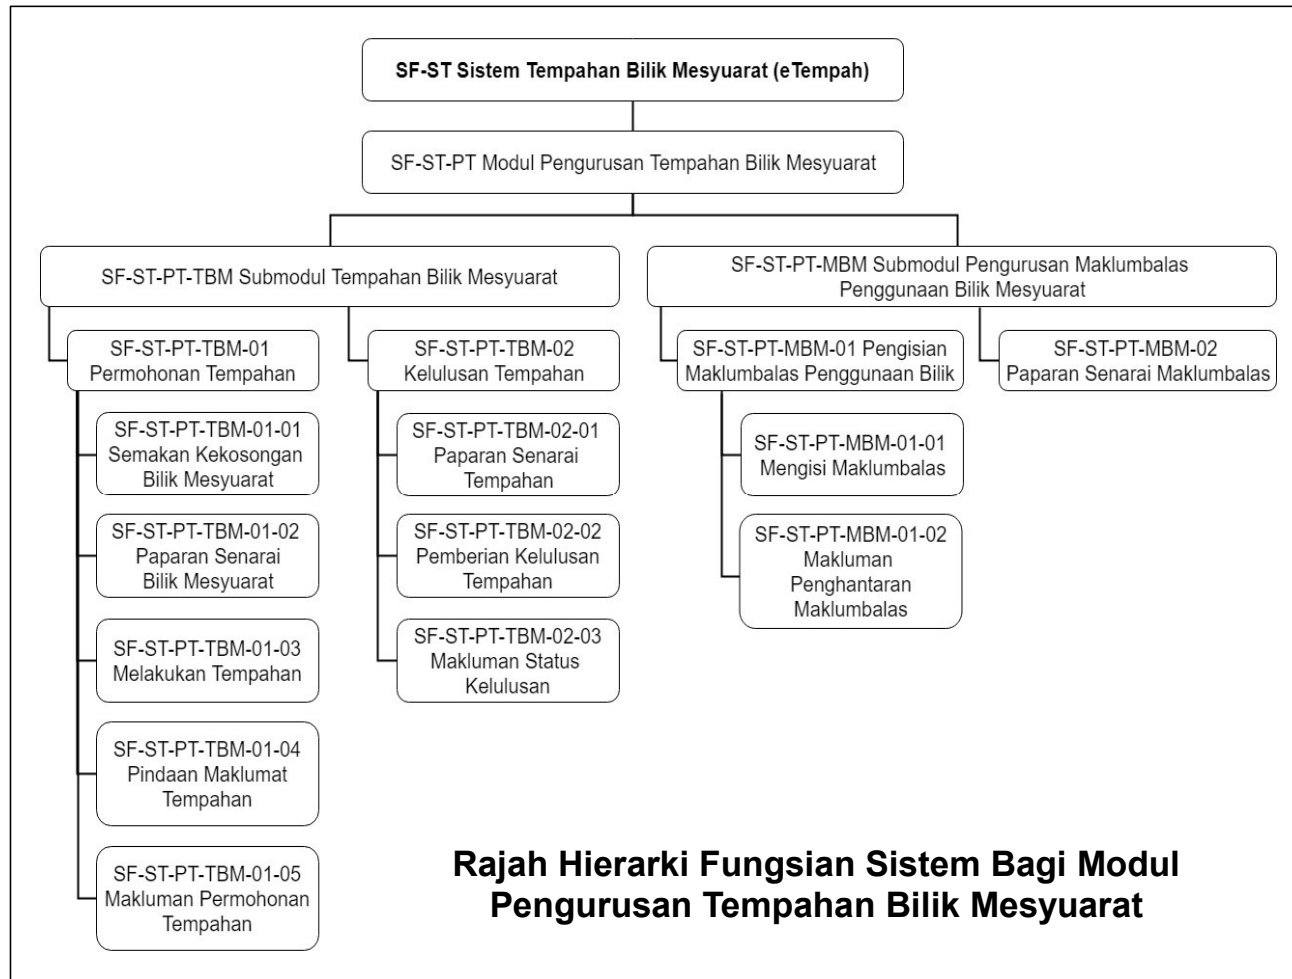 SF-ST Sistem Tempahan Bilik Mesyuarat (eTempah)
SF-ST-PT Modul Pengurusan Tempahan Bilik Mesyuarat
SF-ST-PT-TBM Submodul Tempahan Bilik Mesyuarat
SF-ST-PT-TBM-01
Permohonan Tempahan
SF-ST-PT-TBM-01-01
Semakan Kekosongan
Bilik Mesyuarat
SF-ST-PT-TBM-01-02
Paparan Senarai
Bilik Mesyuarat
SF-ST-PT-TBM-01-03
Melakukan Tempahan
SF-ST-PT-TBM-01-04
Pindaan Maklumat
Tempahan
SF-ST-PT-TBM-01-05
Makluman Permohonan
Tempahan
SF-ST-PT-TBM-02
Kelulusan Tempahan
SF-ST-PT-TBM-02-01
Paparan Senarai
Tempahan
SF-ST-PT-TBM-02-02
Pemberian Kelulusan
Tempahan
SF-ST-PT-TBM-02-03
Makluman Status
Kelulusan
SF-ST-PT-MBM Submodul Pengurusan Maklumbalas
Penggunaan Bilik Mesyuarat
SF-ST-PT-MBM-01 Pengisian
Maklumbalas Penggunaan Bilik
SF-ST-PT-MBM-01-01
Mengisi Maklumbalas
SF-ST-PT-MBM-01-02
Makluman
Penghantaran
Maklumbalas
SF-ST-PT-MBM-02
Paparan Senarai Maklumbalas
Rajah Hierarki Fungsian Sistem Bagi Modul
Pengurusan Tempahan Bilik Mesyuarat